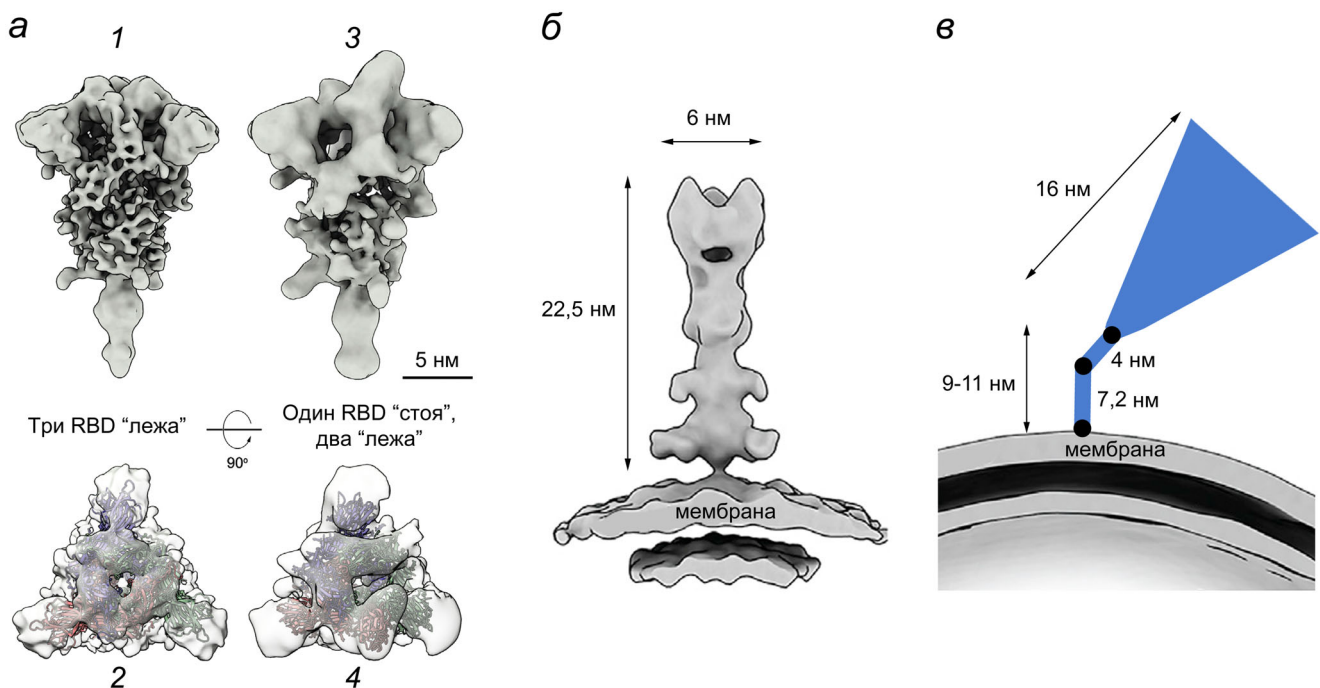 а
1
3
5 нм
Три RBD “лежа”
90°
Один RBD “стоя”,
два “лежа”
2
4
б
6 нм
22,5 нм
мембрана
в
16 нм
4 нм
9-11 нм
7,2 нм
мембрана